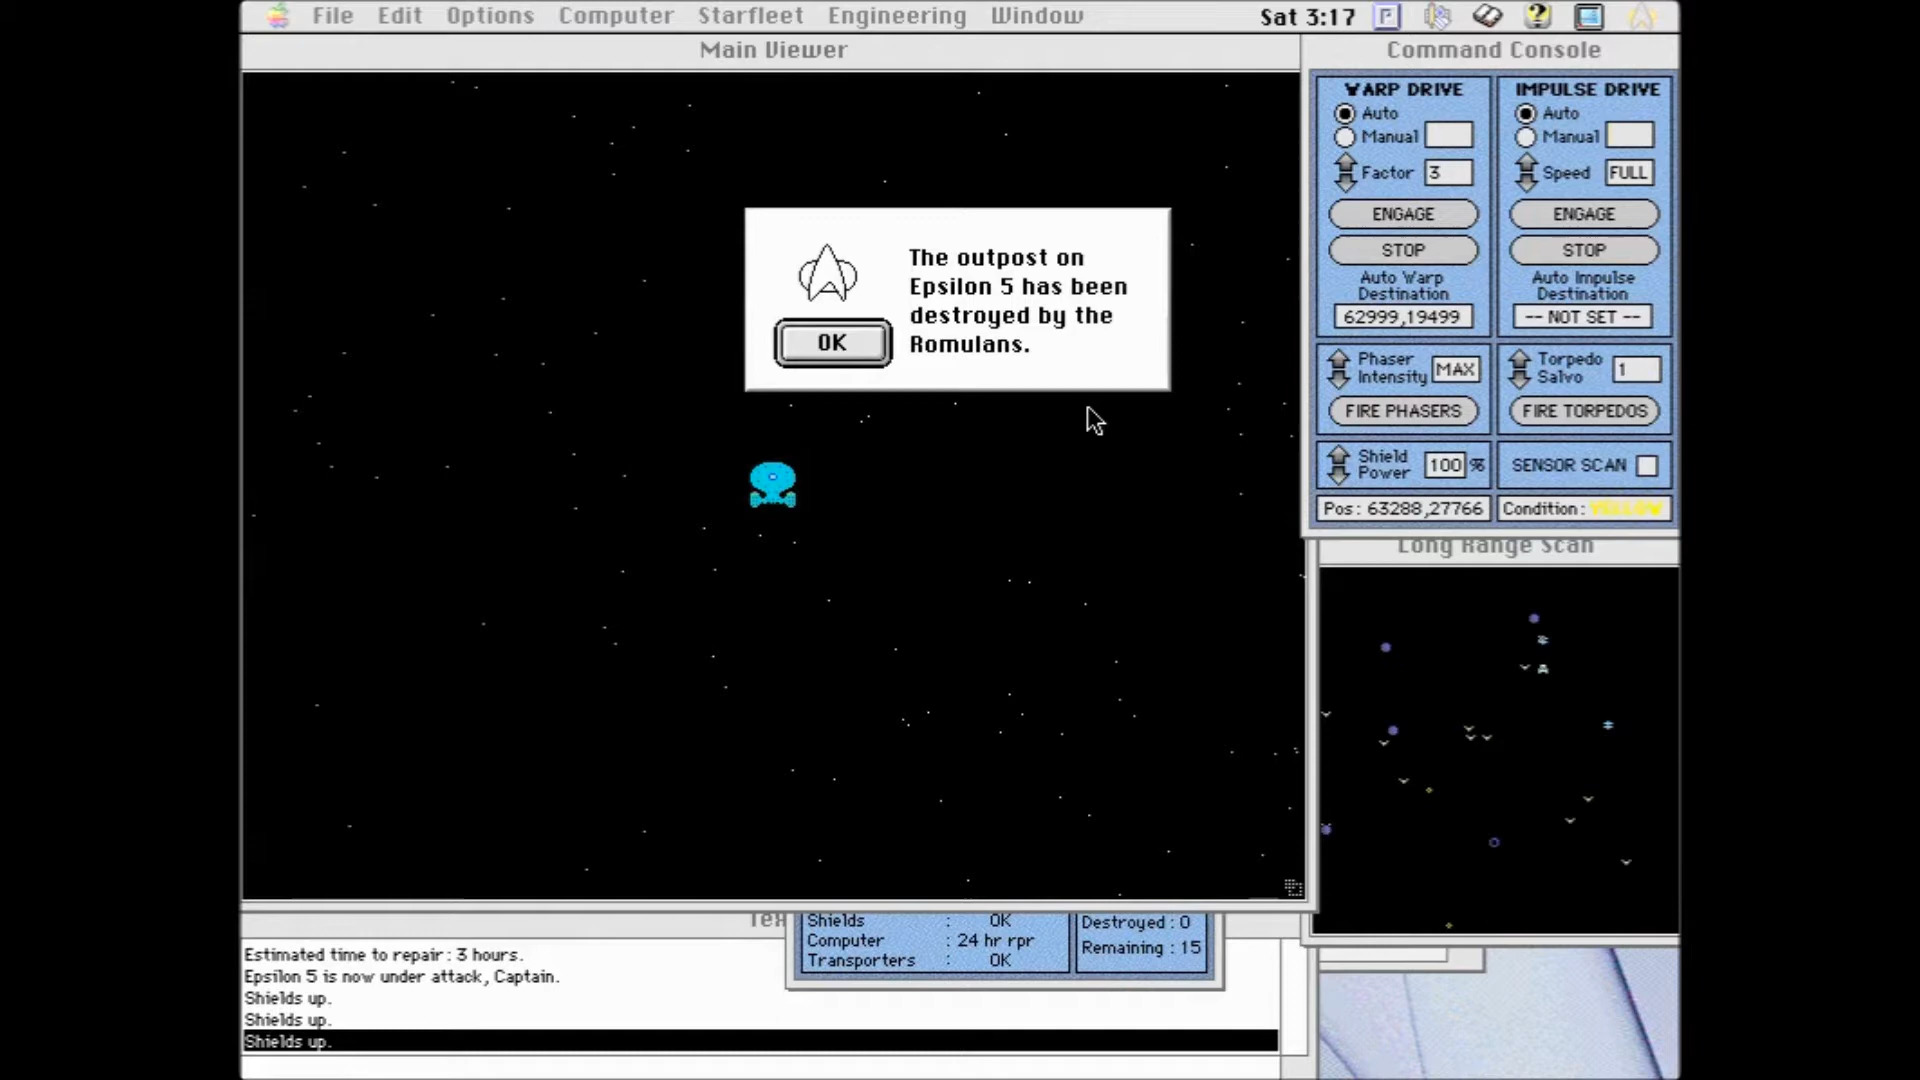 File Edit Options Computer Starfleet Engineering Window Sat 3:17
Main Viewer
Command Console
The outpost on
Epsilon 5 has been
destroyed by the
Romulans.
OK
WARP DRIVE
Auto
Manual
Factor 3
ENGAGE
STOP
Auto Warp
Destination
62999,19499
IMPULSE DRIVE
Auto
Manual
Speed FULL
ENGAGE
STOP
Auto Impulse
Destination
-- NOT SET --
Phaser
Intensity MAX
FIRE PHASERS
Torpedo
Salvo 1
FIRE TORPEDOS
Shield
Power 100 %
SENSOR SCAN
Pos: 63288,27766
Condition: YELLOW
Long Range Scan
Shields : OK
Computer : 24 hr rpr
Transporters : OK
Destroyed : 0
Remaining : 15
Estimated time to repair: 3 hours.
Epsilon 5 is now under attack, Captain.
Shields up.
Shields up.
Shields up.